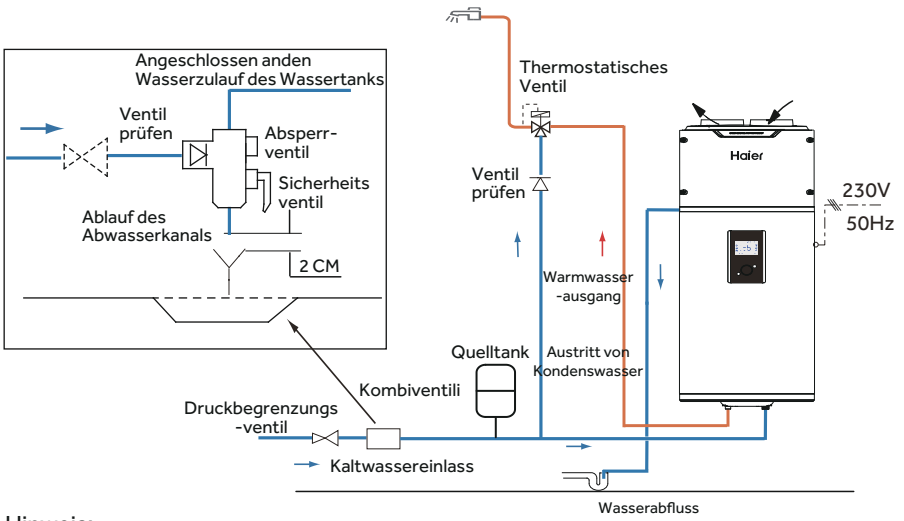 Angeschlossen anden
Wasserzulauf des Wassertanks
Ventil
prüfen
Absperr-
ventil
Sicherheits
ventil
Ablauf des
Abwasserkanals
2 CM
Thermostatisches
Ventil
Ventil
prüfen
Haier
230V
50Hz
Warmwasser
-ausgang
Quelltank
Austritt von
Kondenswasser
Kombiventili
Druckbegrenzungs
-ventil
Kaltwassereinlass
Wasserabfluss